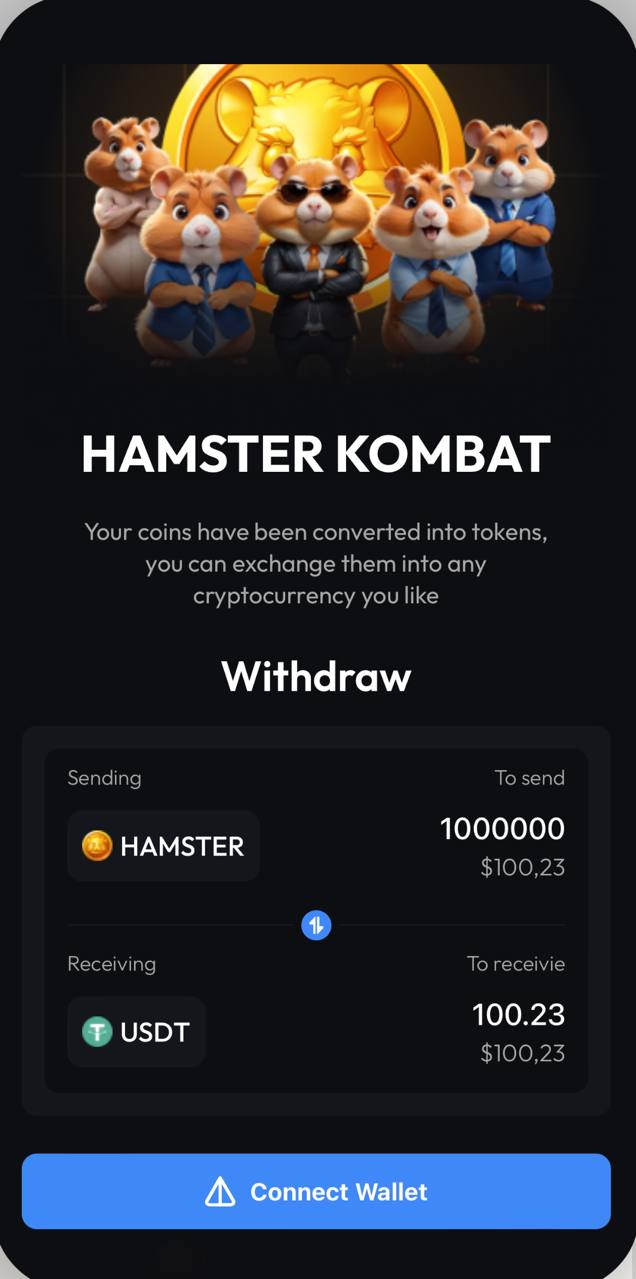 HAMSTER KOMBAT
Your coins have been converted into tokens,
you can exchange them into any
cryptocurrency you like
Withdraw
Sending To send
HAMSTER 1000000
$100,23
Receiving To receivie
USDT 100.23
$100,23
Connect Wallet